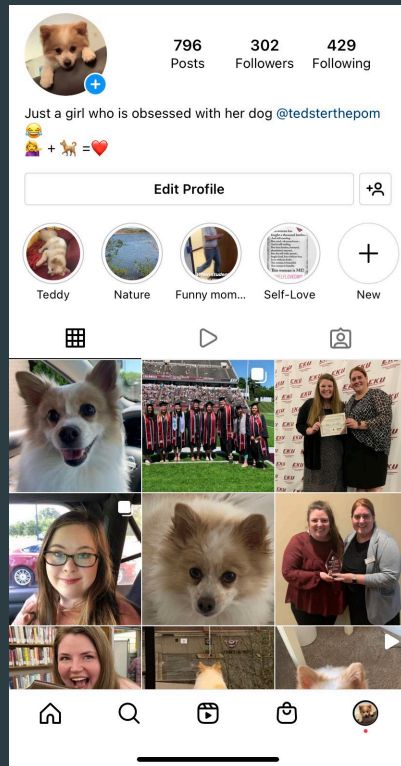 796
302
429
Posts
Followers
Following
Just a girl who is obsessed with her dog @tedsterthepom
😂
💁‍♀️ + 🐕 =❤️
Edit Profile
Teddy
Nature
Funny mom...
Self-Love
New
EKU
EKU
EKU